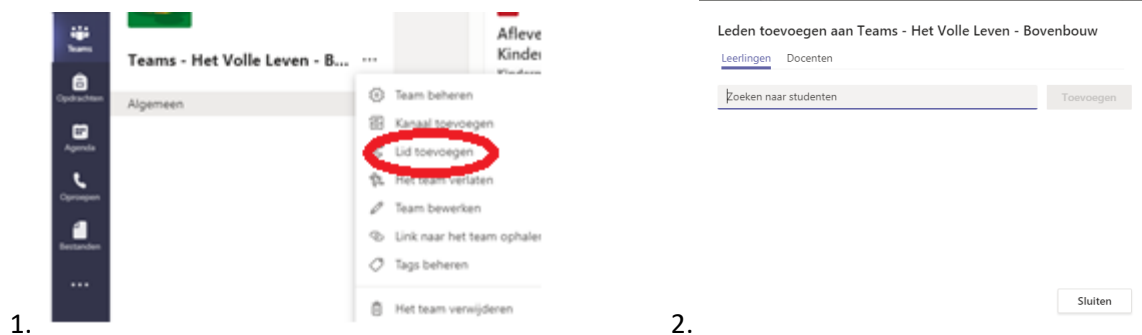 Teams
Opdrachten
Agenda
Oproepen
Bestanden
...
Teams - Het Volle Leven - B... ...
Algemeen
Afleve
Kinder
Team beheren
Kanaal toevoegen
Lid toevoegen
Het team verlaten
Team bewerken
Link naar het team ophalen
Tags beheren
Het team verwijderen
1.
Leden toevoegen aan Teams - Het Volle Leven - Bovenbouw
Leerlingen Docenten
Zoeken naar studenten
Toevoegen
Sluiten
2.